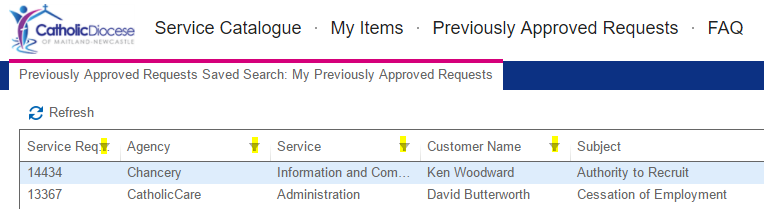 CatholicDiocese
OF MAITLAND-NEWCASTLE
Service Catalogue · My Items · Previously Approved Requests · FAQ
Previously Approved Requests Saved Search: My Previously Approved Requests
Refresh
Service Req... Agency Service Customer Name Subject
14434 Chancery Information and Com... Ken Woodward Authority to Recruit
13367 CatholicCare Administration David Butterworth Cessation of Employment